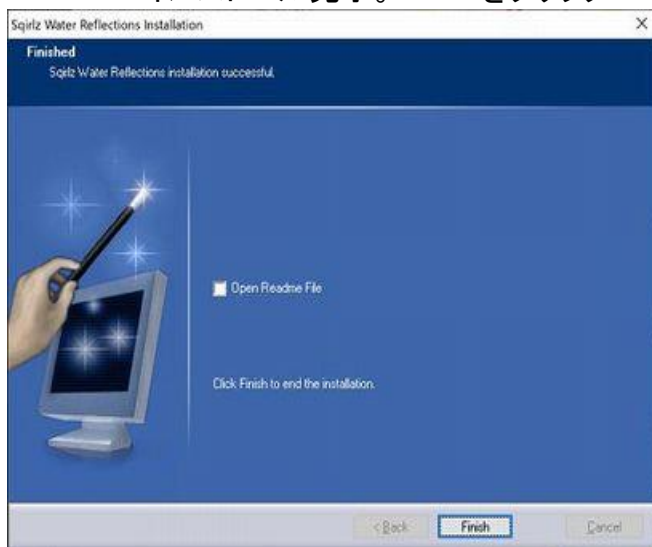 Sqirlz Water Reflections Installation
Finished
Sqirlz Water Reflections installation successful.
Open Readme File
Click Finish to end the installation.
< Back
Finish
Cancel